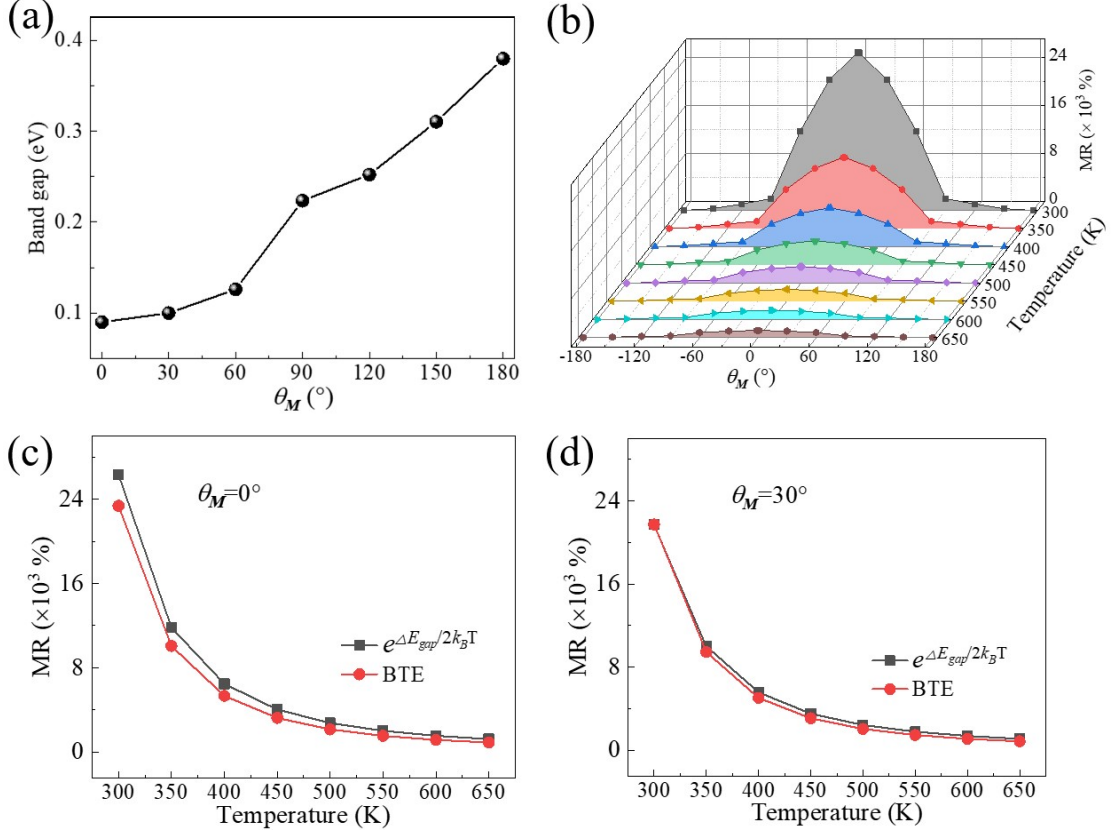 (a)
0.4
0.3
0.2
0.1
Band gap (eV)
0 30 60 90 120 150 180
θM (°)
(b)
24
16
8
0
MR (× 10³ %)
300
350
400
450
500
550
600
650
Temperature (K)
-180 -120 -60 0 60 120 180
θM (°)
(c)
24
16
8
0
MR (×10³ %)
θM=0°
e^ΔEgap/2kBT
BTE
300 350 400 450 500 550 600 650
Temperature (K)
(d)
24
16
8
0
MR (×10³ %)
θM=30°
e^ΔEgap/2kBT
BTE
300 350 400 450 500 550 600 650
Temperature (K)